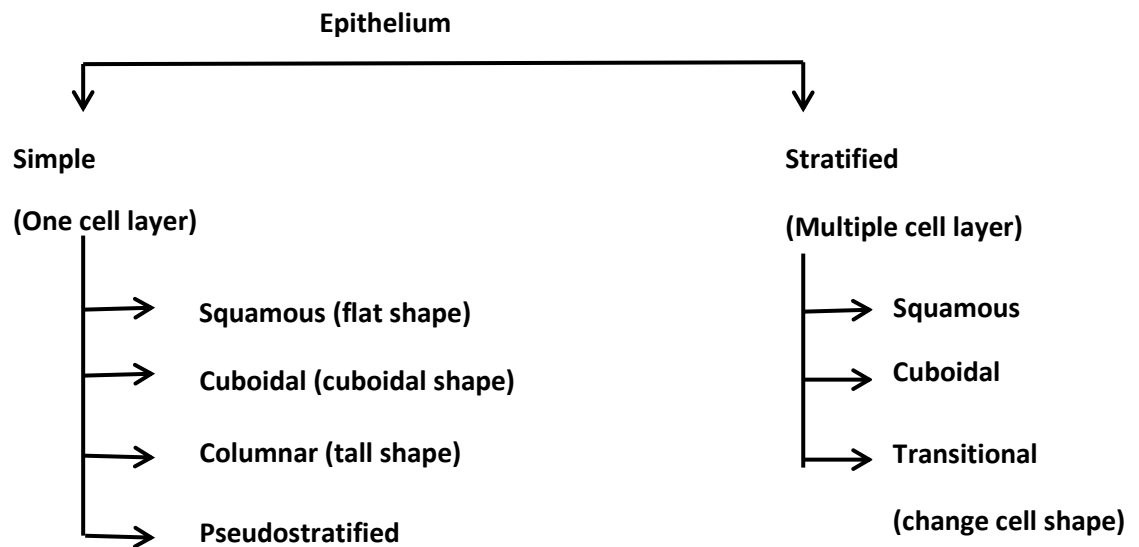 Epithelium
Simple
(One cell layer)
Squamous (flat shape)
Cuboidal (cuboidal shape)
Columnar (tall shape)
Pseudostratified
Stratified
(Multiple cell layer)
Squamous
Cuboidal
Transitional
(change cell shape)